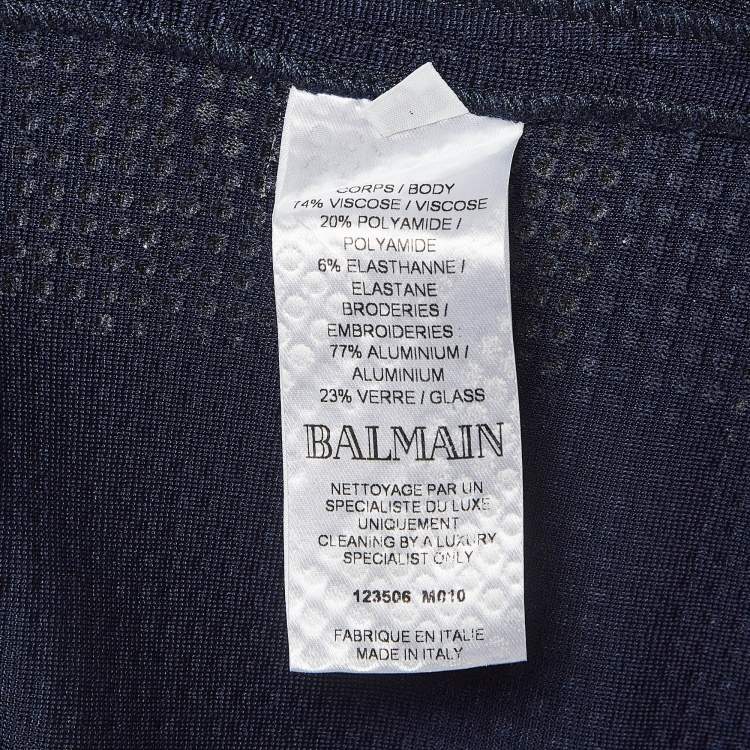 CORPS / BODY
74% VISCOSE / VISCOSE
20% POLYAMIDE /
POLYAMIDE
6% ELASTHANNE /
ELASTANE
BRODERIES /
EMBROIDERIES :
77% ALUMINIUM /
ALUMINIUM
23% VERRE / GLASS
BALMAIN
NETTOYAGE PAR UN
SPECIALISTE DU LUXE
UNIQUEMENT
CLEANING BY A LUXURY
SPECIALIST ONLY
123506 M010
FABRIQUE EN ITALIE
MADE IN ITALY